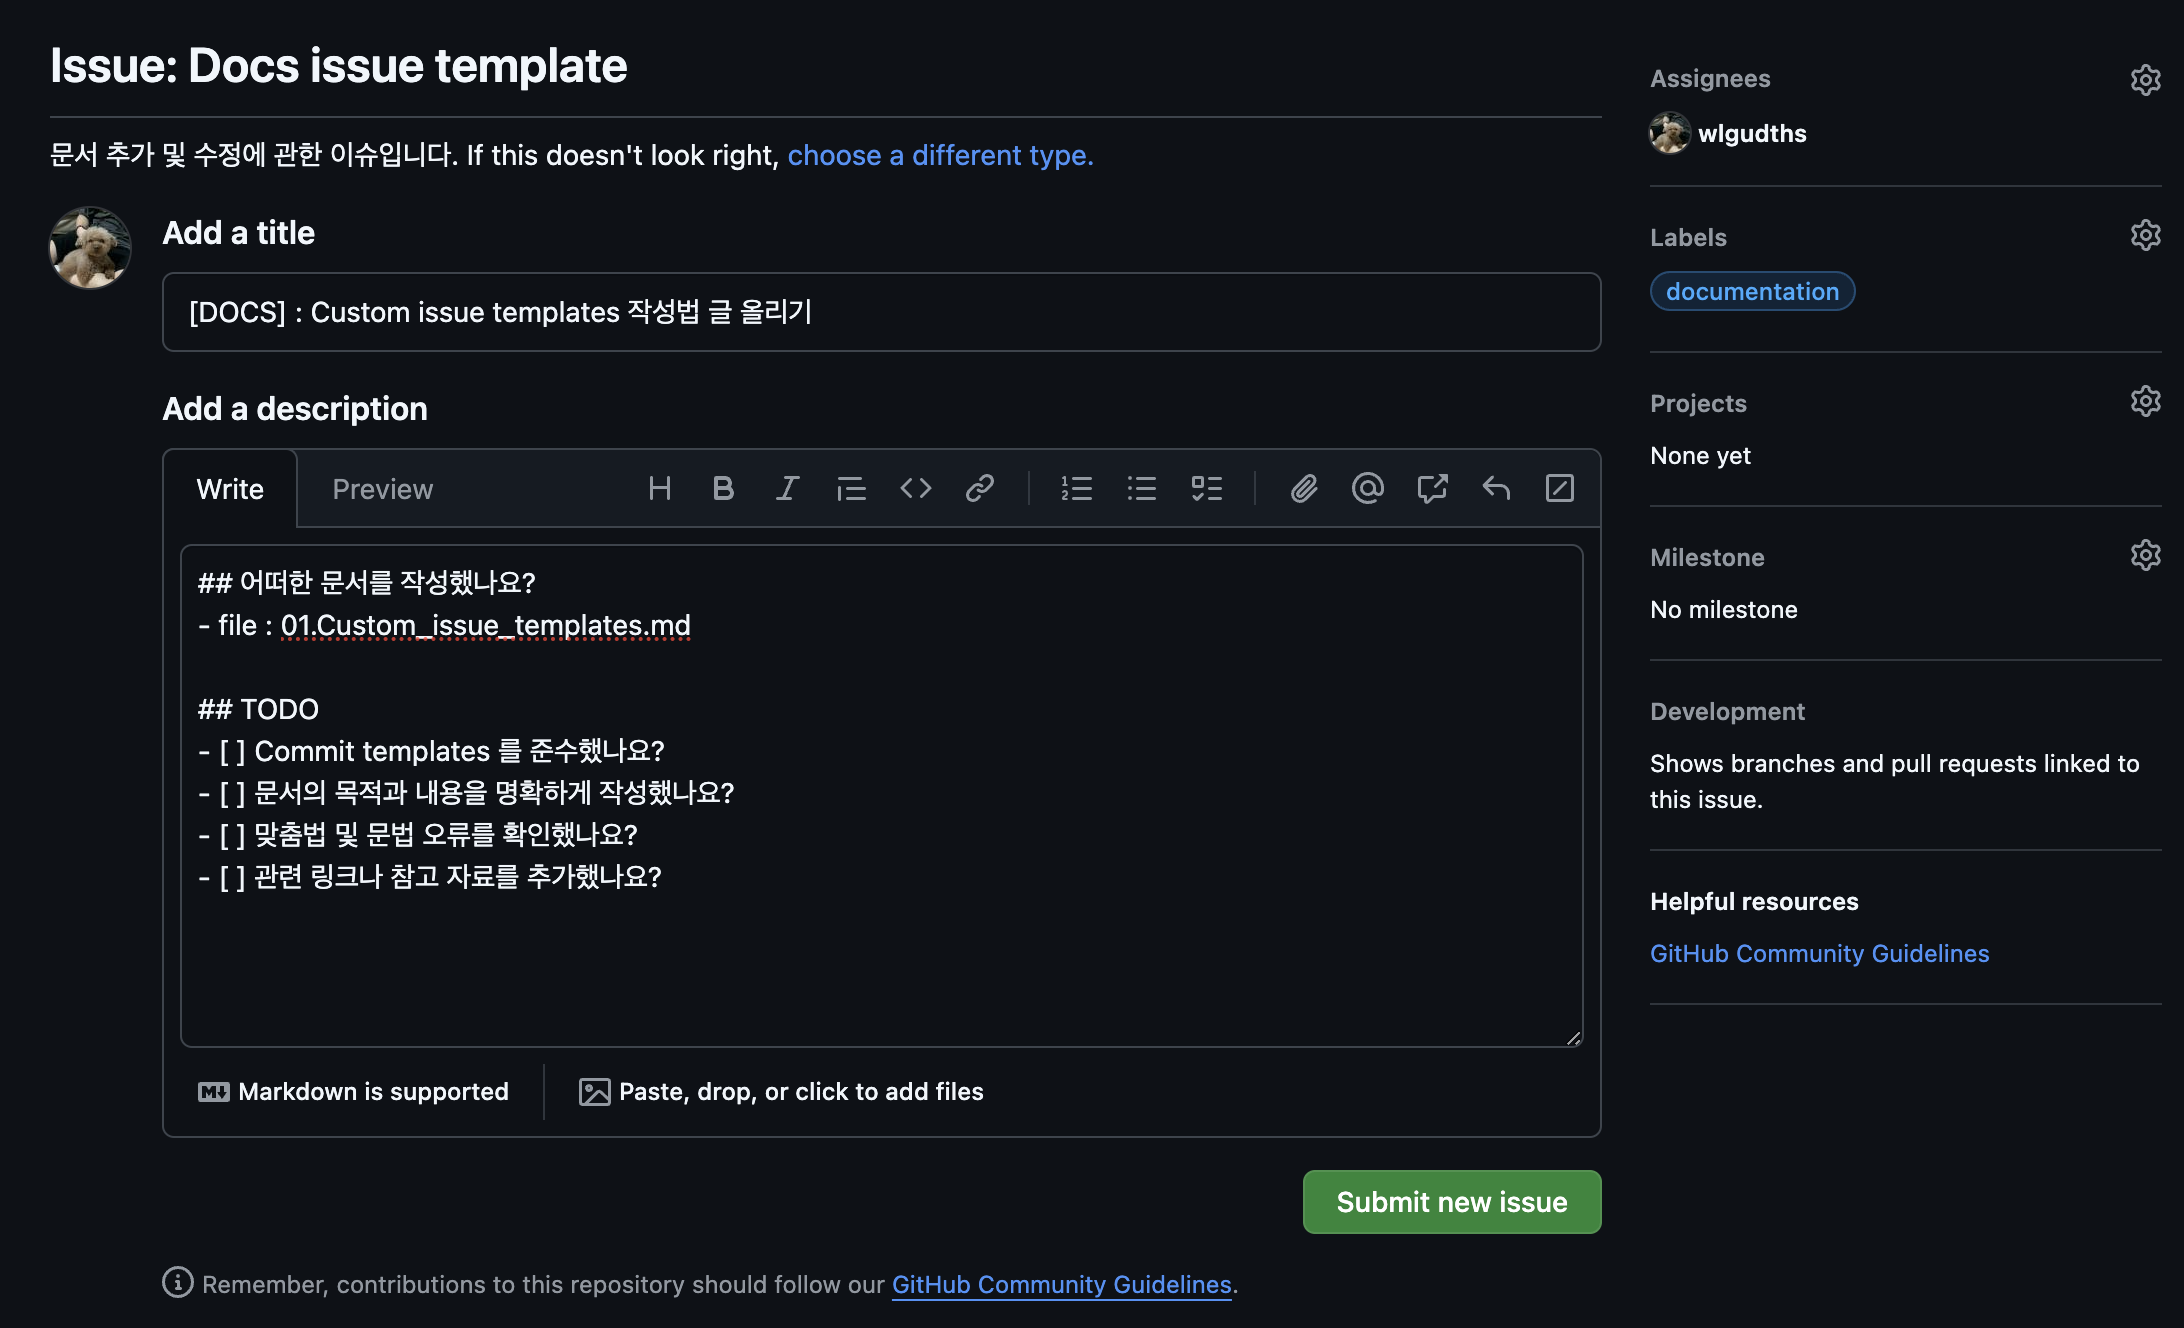 Issue: Docs issue template
문서 추가 및 수정에 관한 이슈입니다. If this doesn't look right, choose a different type.
Add a title
[DOCS] : Custom issue templates 작성법 글 올리기
Add a description
Write
Preview
## 어떠한 문서를 작성했나요?
- file : 01.Custom_issue_templates.md
## TODO
- [ ] Commit templates 를 준수했나요?
- [ ] 문서의 목적과 내용을 명확하게 작성했나요?
- [ ] 맞춤법 및 문법 오류를 확인했나요?
- [ ] 관련 링크나 참고 자료를 추가했나요?
Markdown is supported
Paste, drop, or click to add files
Submit new issue
Remember, contributions to this repository should follow our GitHub Community Guidelines.
Assignees
wlgudths
Labels
documentation
Projects
None yet
Milestone
No milestone
Development
Shows branches and pull requests linked to
this issue.
Helpful resources
GitHub Community Guidelines